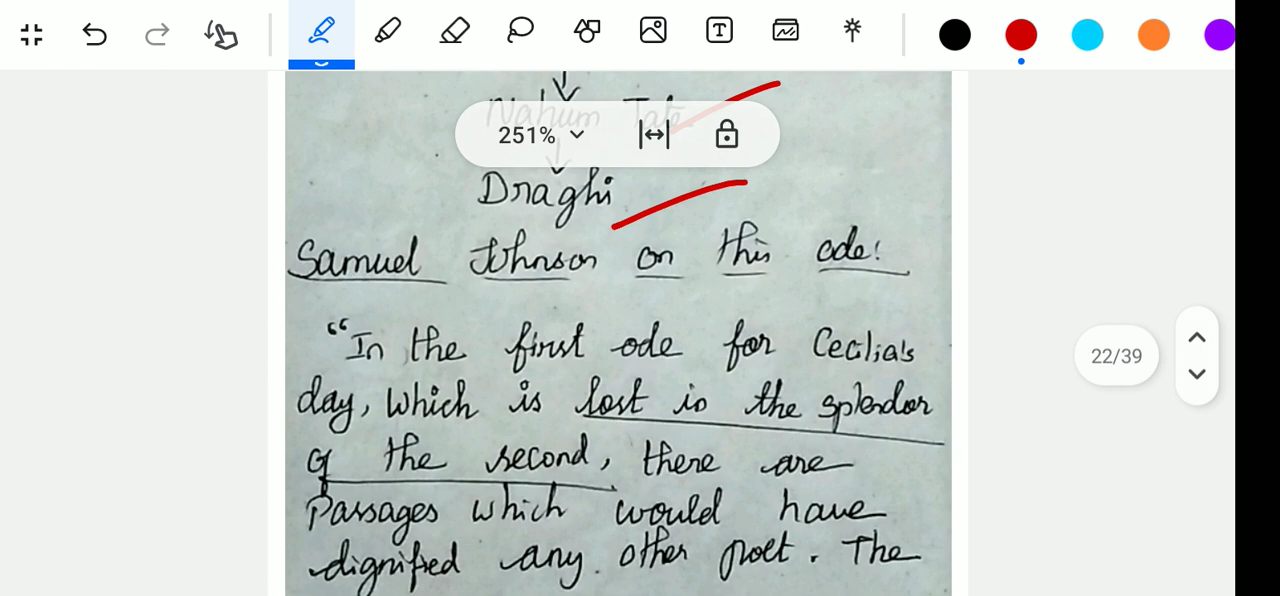 Nahum Tate
251%
Draghi
Samuel Johnson on this ode:
"In the first ode for Cecilia's
22/39
day, which is lost in the splendor
of the second, there are
passages which would have
dignified any other poet. The